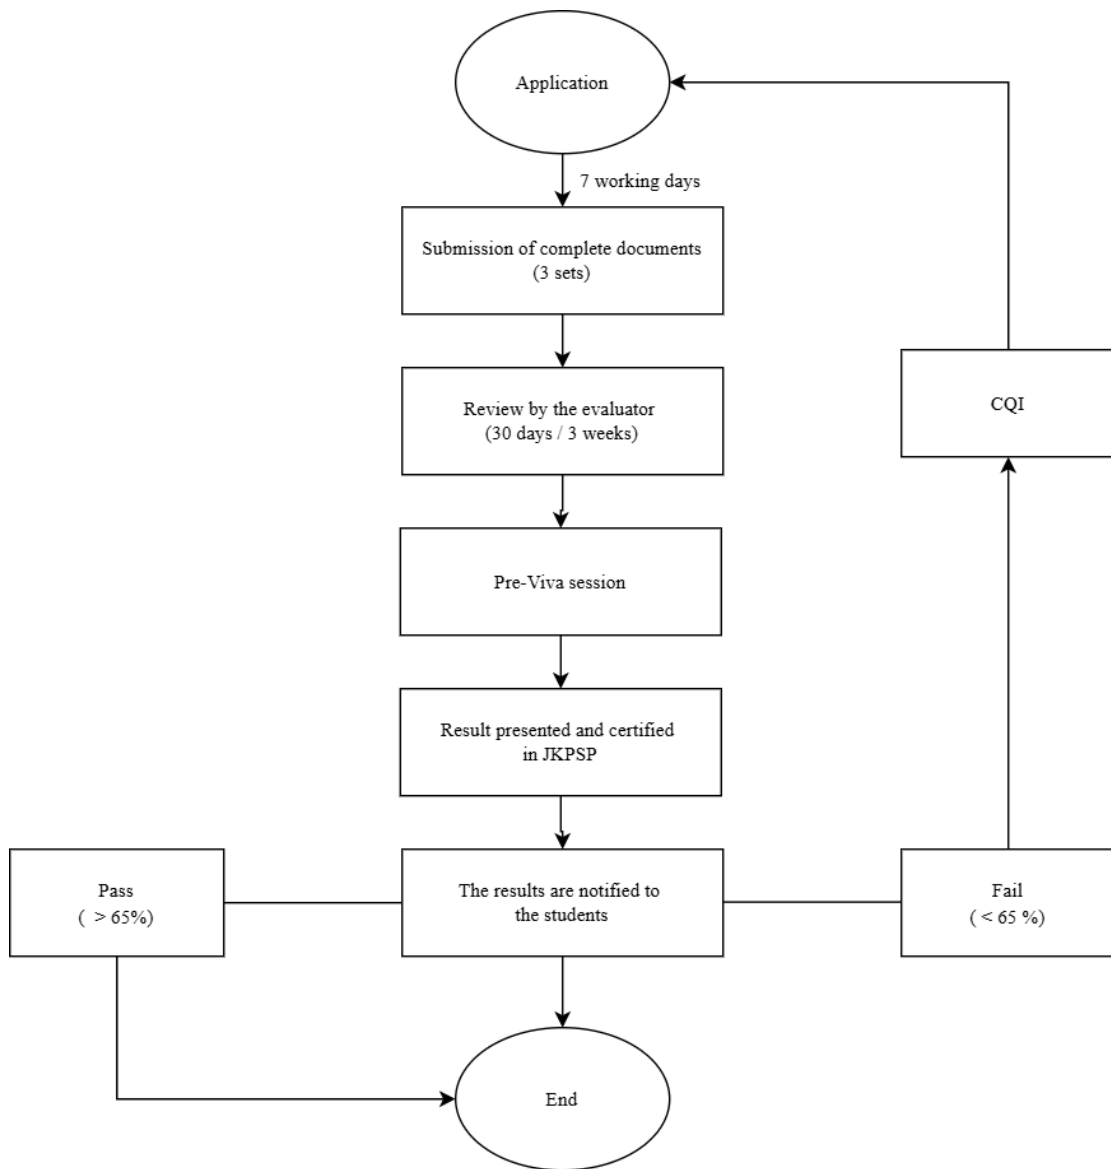 Application
7 working days
Submission of complete documents
(3 sets)
Review by the evaluator
(30 days / 3 weeks)
CQI
Pre-Viva session
Result presented and certified
in JKPSP
Pass
( > 65%)
The results are notified to
the students
Fail
( < 65 %)
End